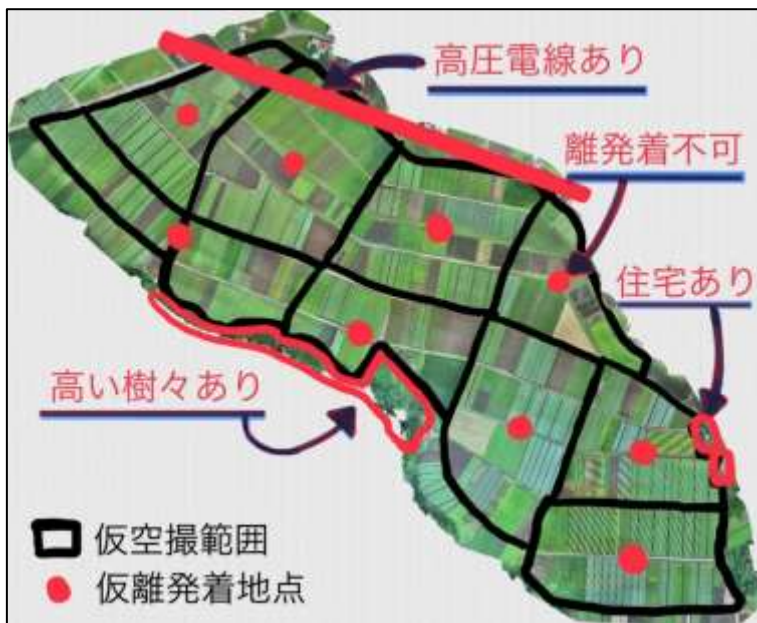 高圧電線あり
離発着不可
住宅あり
高い樹々あり
仮空撮範囲
仮離発着地点